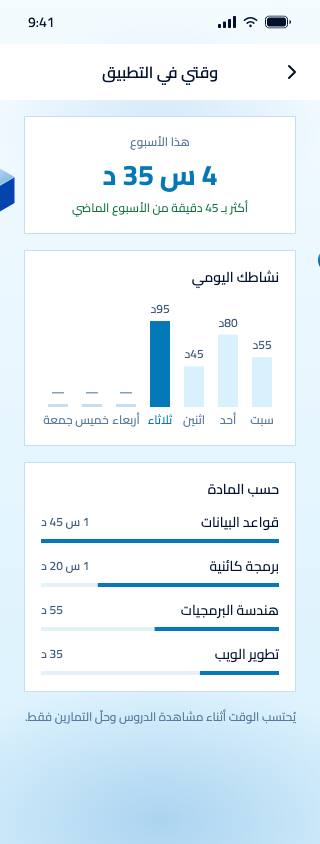 9:41
وقتي في التطبيق
هذا الأسبوع
4 س 35 د
أكثر بـ 45 دقيقة من الأسبوع الماضي
نشاطك اليومي
55د 80د 45د 95د — — —
سبت أحد اثنين ثلاثاء أربعاء خميس جمعة
حسب المادة
قواعد البيانات 1 س 45 د
برمجة كائنية 1 س 20 د
هندسة البرمجيات 55 د
تطوير الويب 35 د
يُحتسب الوقت أثناء مشاهدة الدروس وحلّ التمارين فقط.